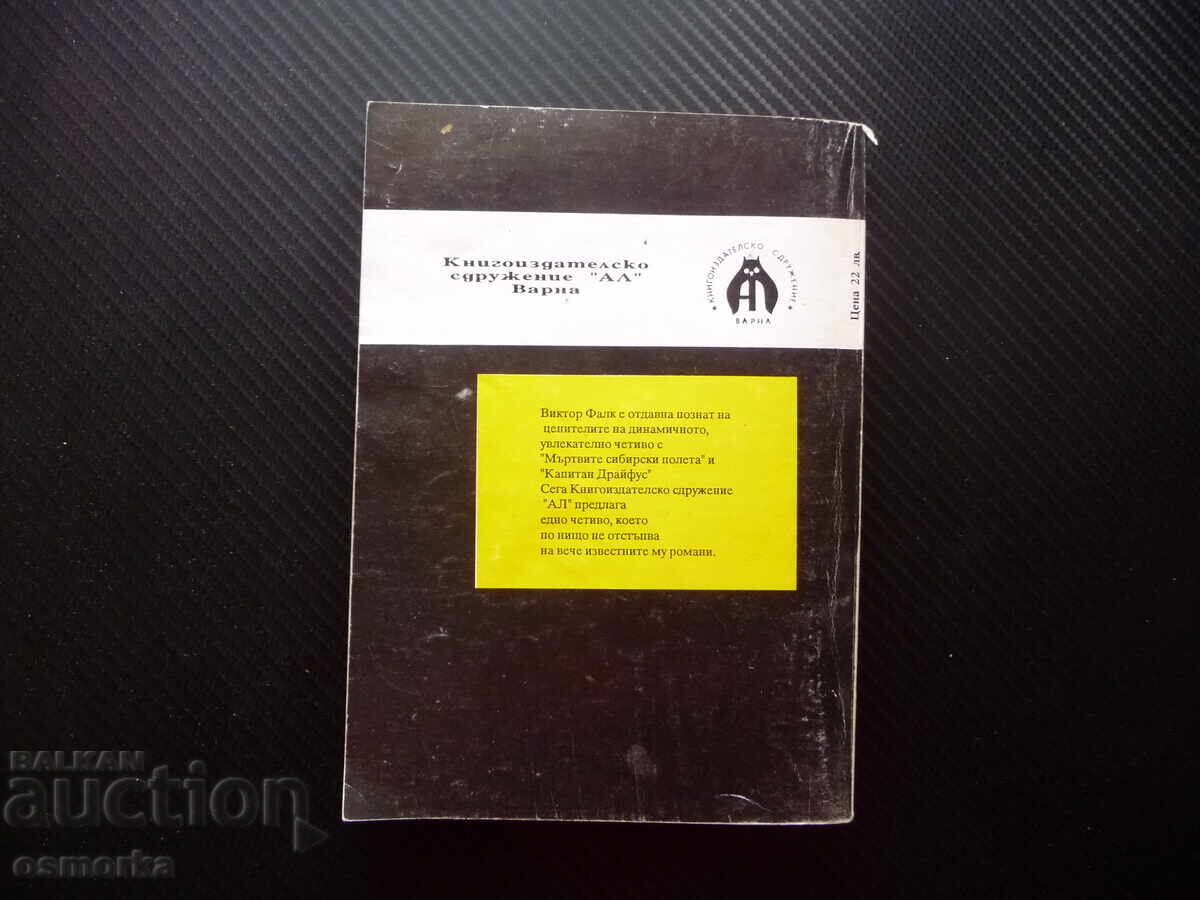 Книгоиздателско
сдружение "АЛ"
Варна
КНИГОИЗДАТЕЛСКО СДРУЖЕНИЕ
АЛ
ВАРНА
Цена 22 лв.
Виктор Фалк е отдавна познат на
ценителите на динамичното,
увлекателно четиво с
"Мъртвите сибирски полета" и
"Капитан Драйфус"
Сега Книгоиздателско сдружение
"АЛ" предлага
едно четиво, което
по нищо не отстъпва
на вече известните му романи.
BALKAN
auction
osmorka